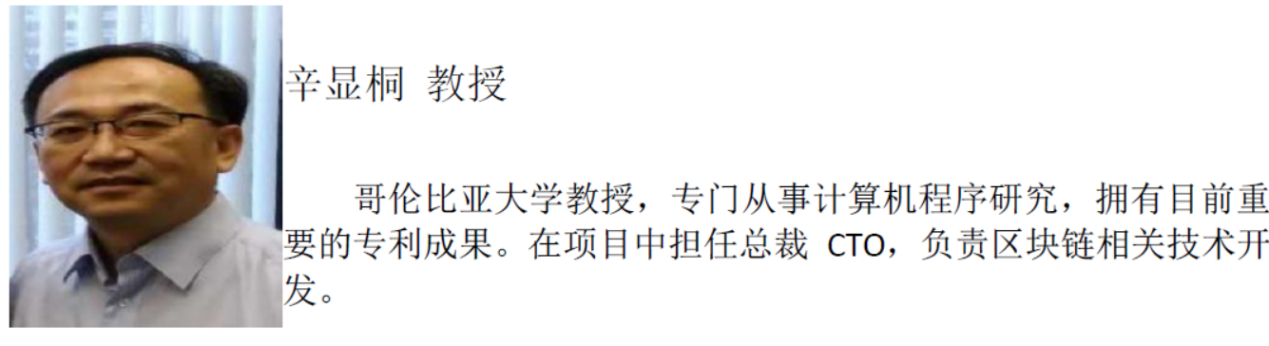 辛显桐 教授
哥伦比亚大学教授，专门从事计算机程序研究，拥有目前重
要的专利成果。在项目中担任总裁 CTO，负责区块链相关技术开
发。